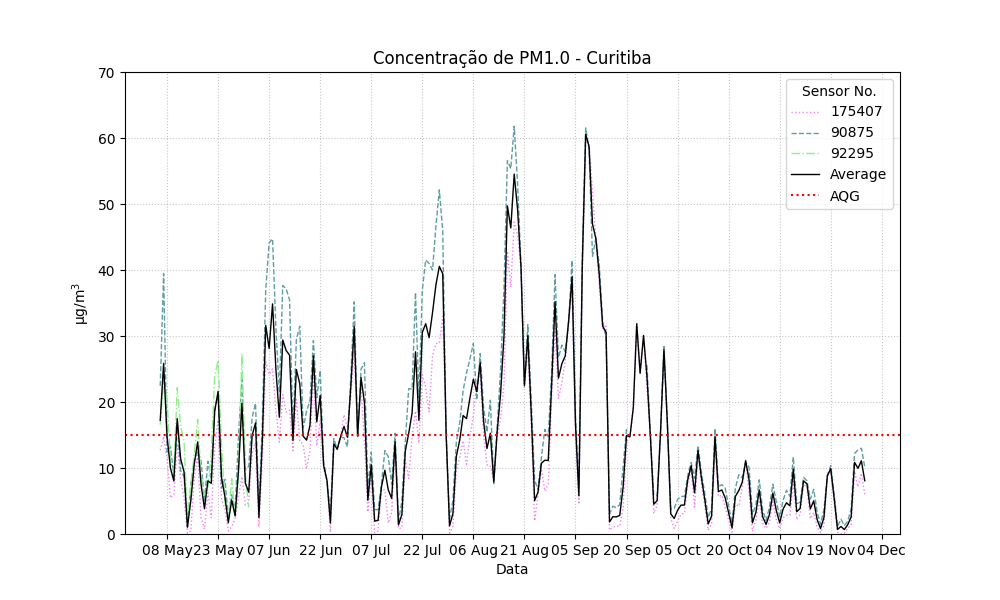 Concentração de PM1.0 - Curitiba
70
60
50
40
30
20
10
0
µg/m³
Sensor No.
175407
90875
92295
Average
AQG
08 May 23 May 07 Jun 22 Jun 07 Jul 22 Jul 06 Aug 21 Aug 05 Sep 20 Sep 05 Oct 20 Oct 04 Nov 19 Nov 04 Dec
Data